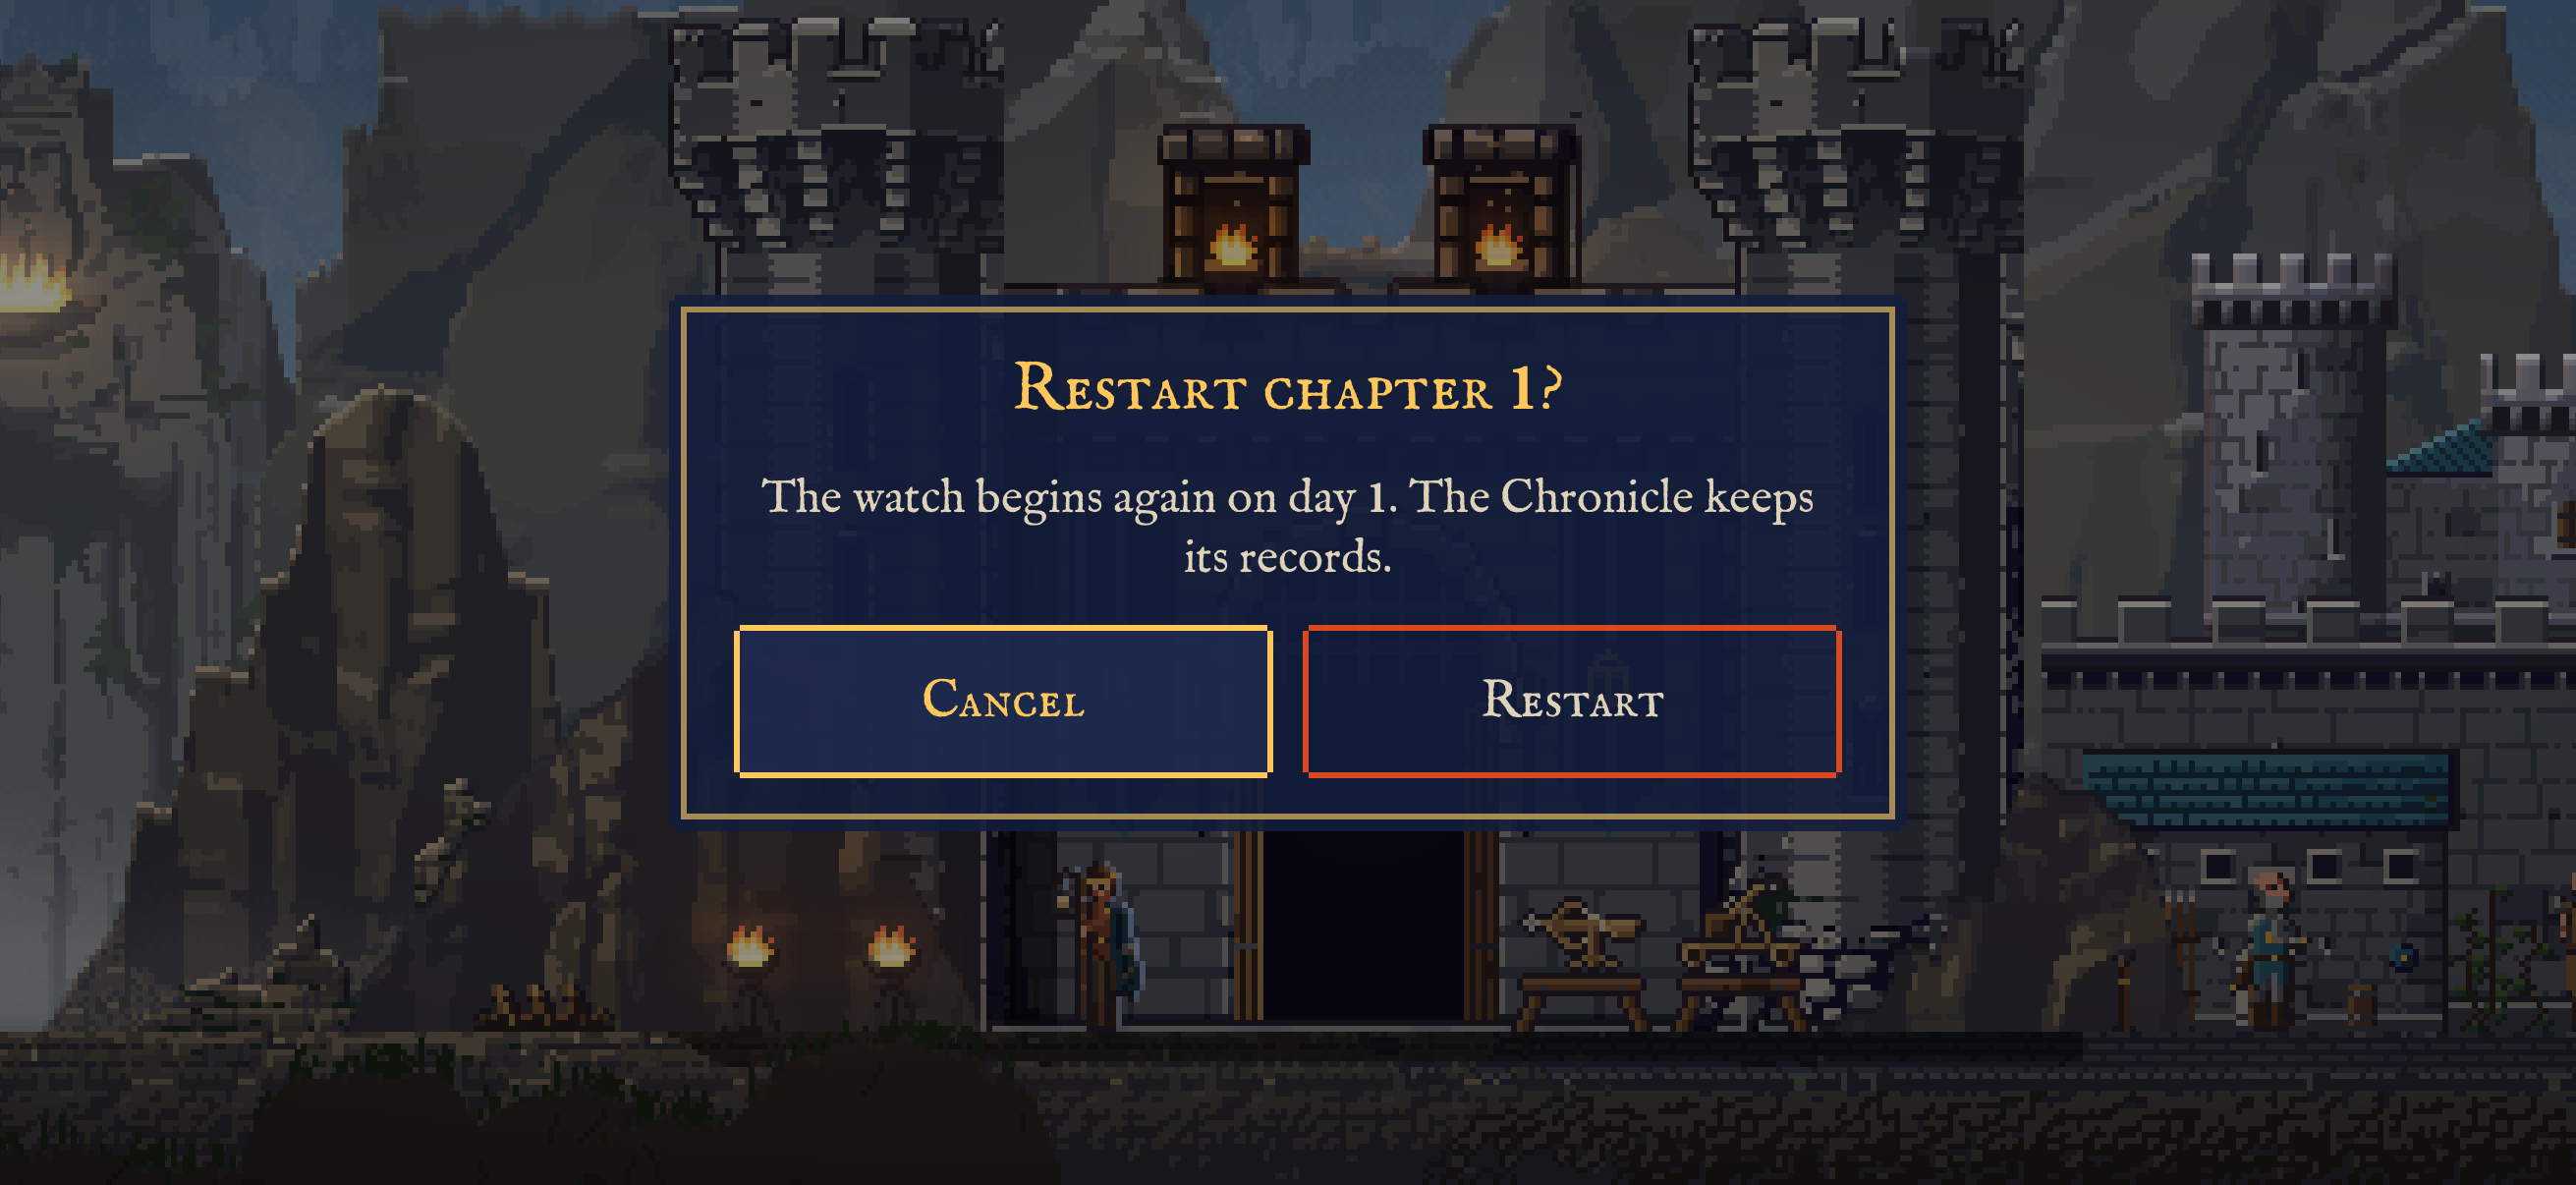 Restart chapter 1?
The watch begins again on day 1. The Chronicle keeps
its records.
Cancel
Restart